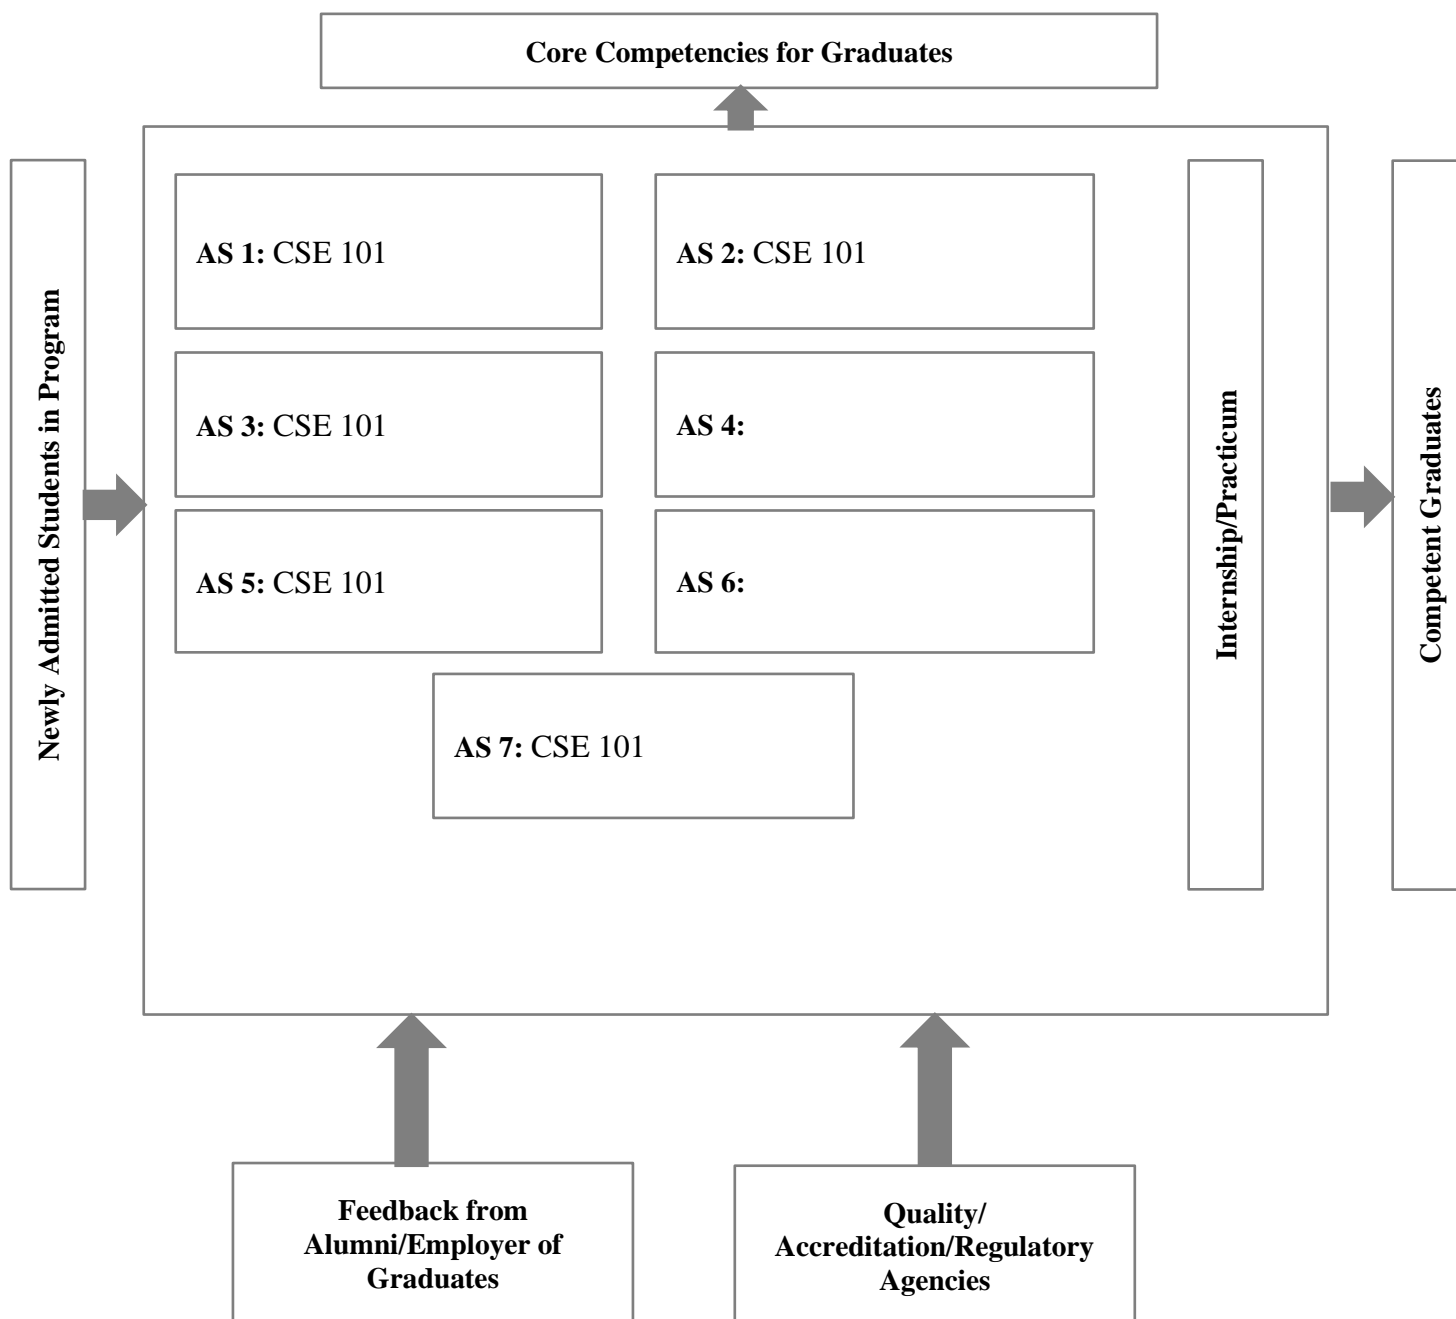 Core Competencies for Graduates
Newly Admitted Students in Program
AS 1: CSE 101
AS 2: CSE 101
AS 3: CSE 101
AS 4:
AS 5: CSE 101
AS 6:
AS 7: CSE 101
Internship/Practicum
Competent Graduates
Feedback from
Alumni/Employer of
Graduates
Quality/
Accreditation/Regulatory
Agencies